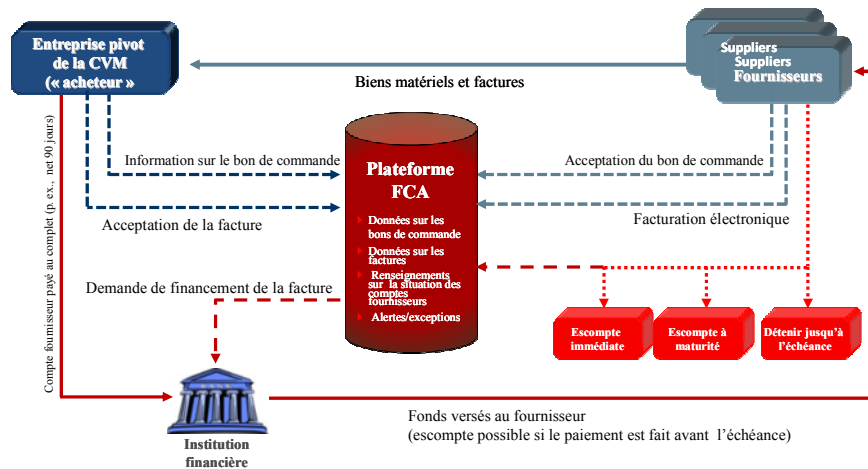 Entreprise pivot
de la CVM
(« acheteur »
Suppliers
Suppliers
Fournisseurs
Biens matériels et factures
Information sur le bon de commande
Acceptation de la facture
Acceptation du bon de commande
Facturation électronique
Plateforme
FCA
Données sur les
bons de commande
Données sur les
factures
Renseignements
sur la situation des
comptes
fournisseurs
Alertes/exceptions
Compte fournisseur payé au complet (p. ex., net 90 jours)
Demande de financement de la facture
Escompte
immédiate
Escompte à
maturité
Détenir jusqu'à
l'échéance
BANK
Institution
financière
Fonds versés au fournisseur
(escompte possible si le paiement est fait avant l'échéance)